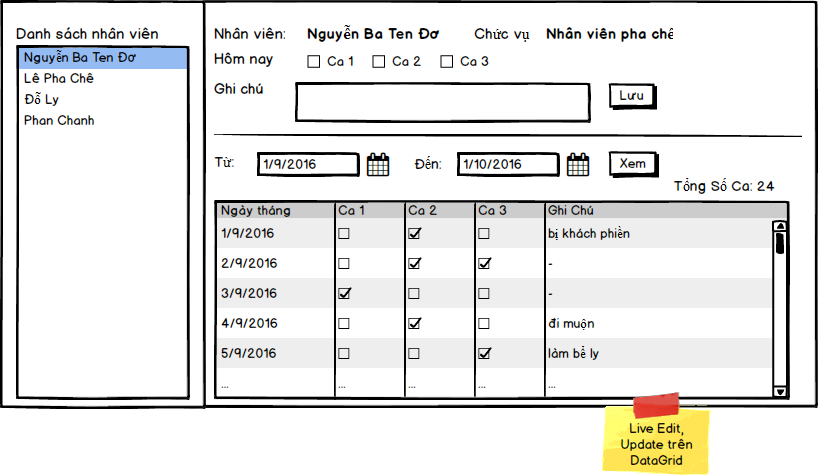 Danh sách nhân viên
Nguyễn Ba Ten Đơ
Lê Pha Chê
Đỗ Ly
Phan Chanh
Nhân viên: Nguyễn Ba Ten Đơ Chức vụ Nhân viên pha chê
Hôm nay Ca 1 Ca 2 Ca 3
Ghi chú Lưu
Từ: 1/9/2016 Đến: 1/10/2016 Xem
Tổng Số Ca: 24
Ngày tháng Ca 1 Ca 2 Ca 3 Ghi Chú
1/9/2016 bị khách phiền
2/9/2016 -
3/9/2016 -
4/9/2016 đi muộn
5/9/2016 làm bể ly
... ... ... ... ...
Live Edit,
Update trên
DataGrid